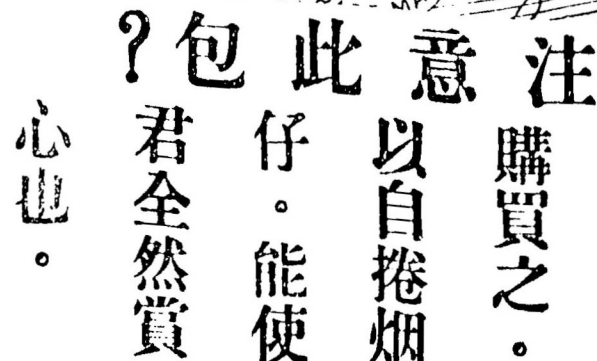 注意此包?
購買之。
以自捲烟
仔。能使
君全然賞
心也。